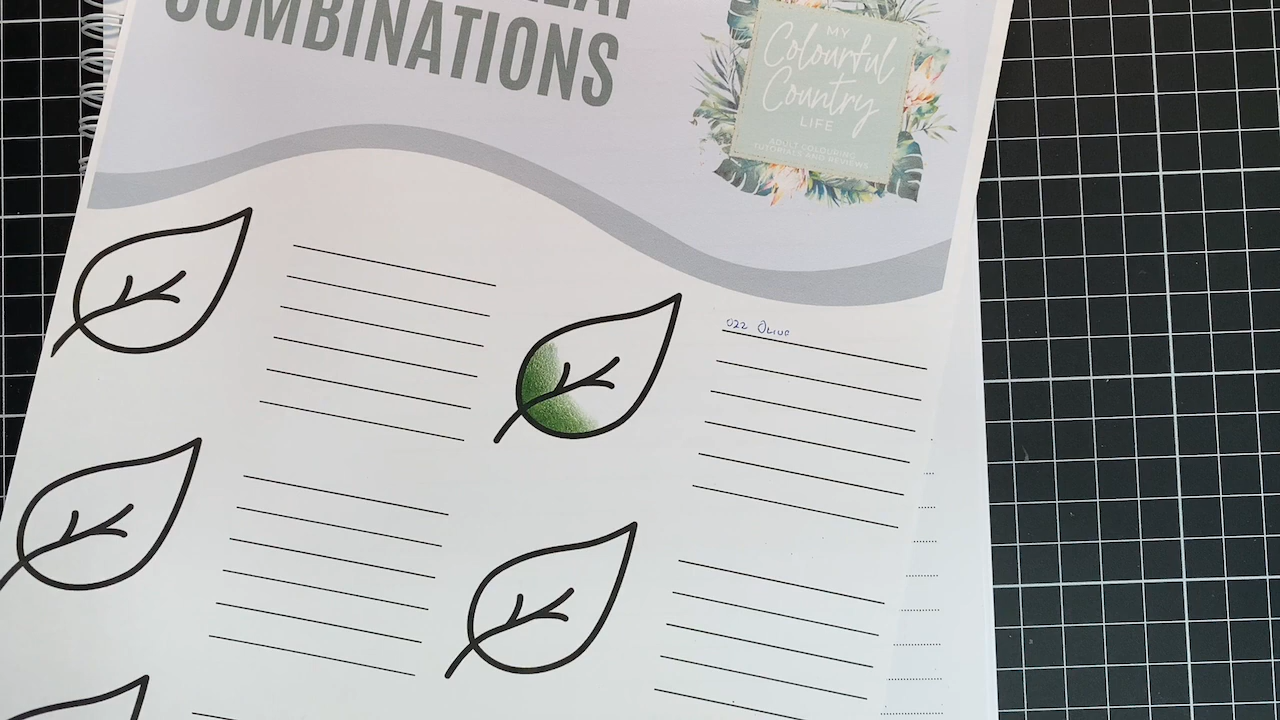 COMBINATIONS
MY
Colourful
Country
LIFE
ADULT COLOURING
TUTORIALS AND REVIEWS
022 Olive